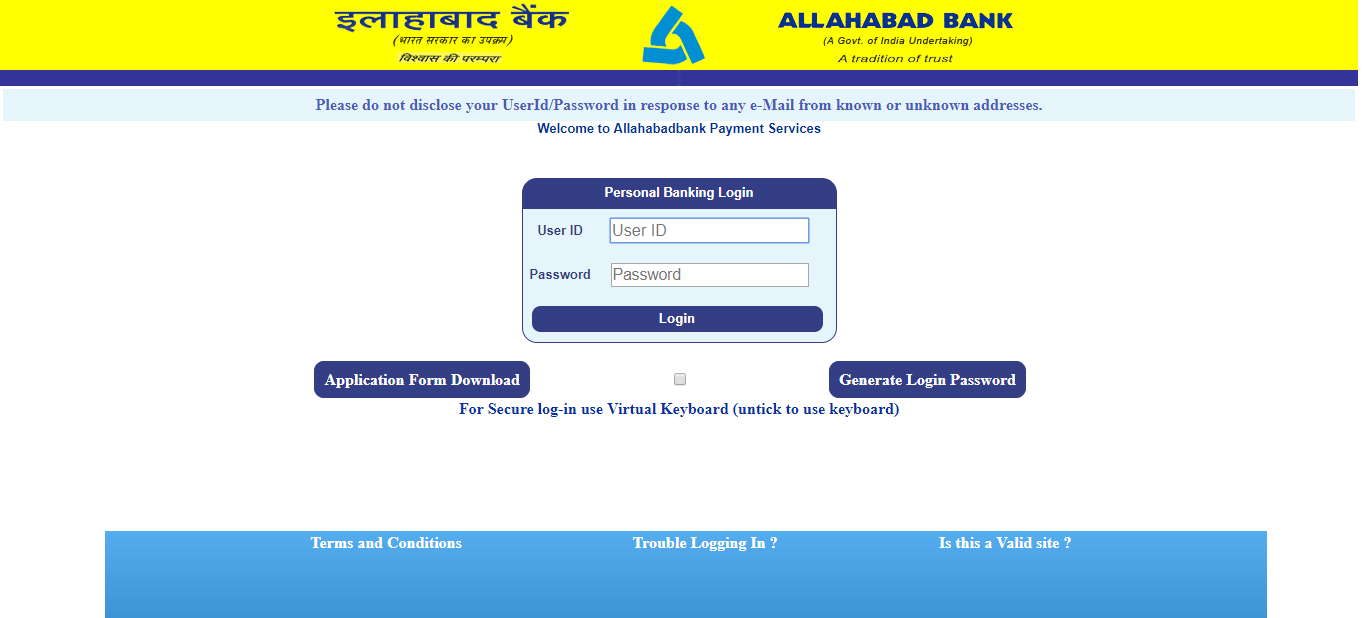 इलाहाबाद बैंक
(भारत सरकार का उपक्रम)
विश्वास की परम्परा
ALLAHABAD BANK
(A Govt. of India Undertaking)
A tradition of trust
Please do not disclose your UserId/Password in response to any e-Mail from known or unknown addresses.
Welcome to Allahabadbank Payment Services
Personal Banking Login
User ID User ID
Password Password
Login
Application Form Download Generate Login Password
For Secure log-in use Virtual Keyboard (untick to use keyboard)
Terms and Conditions Trouble Logging In ? Is this a Valid site ?